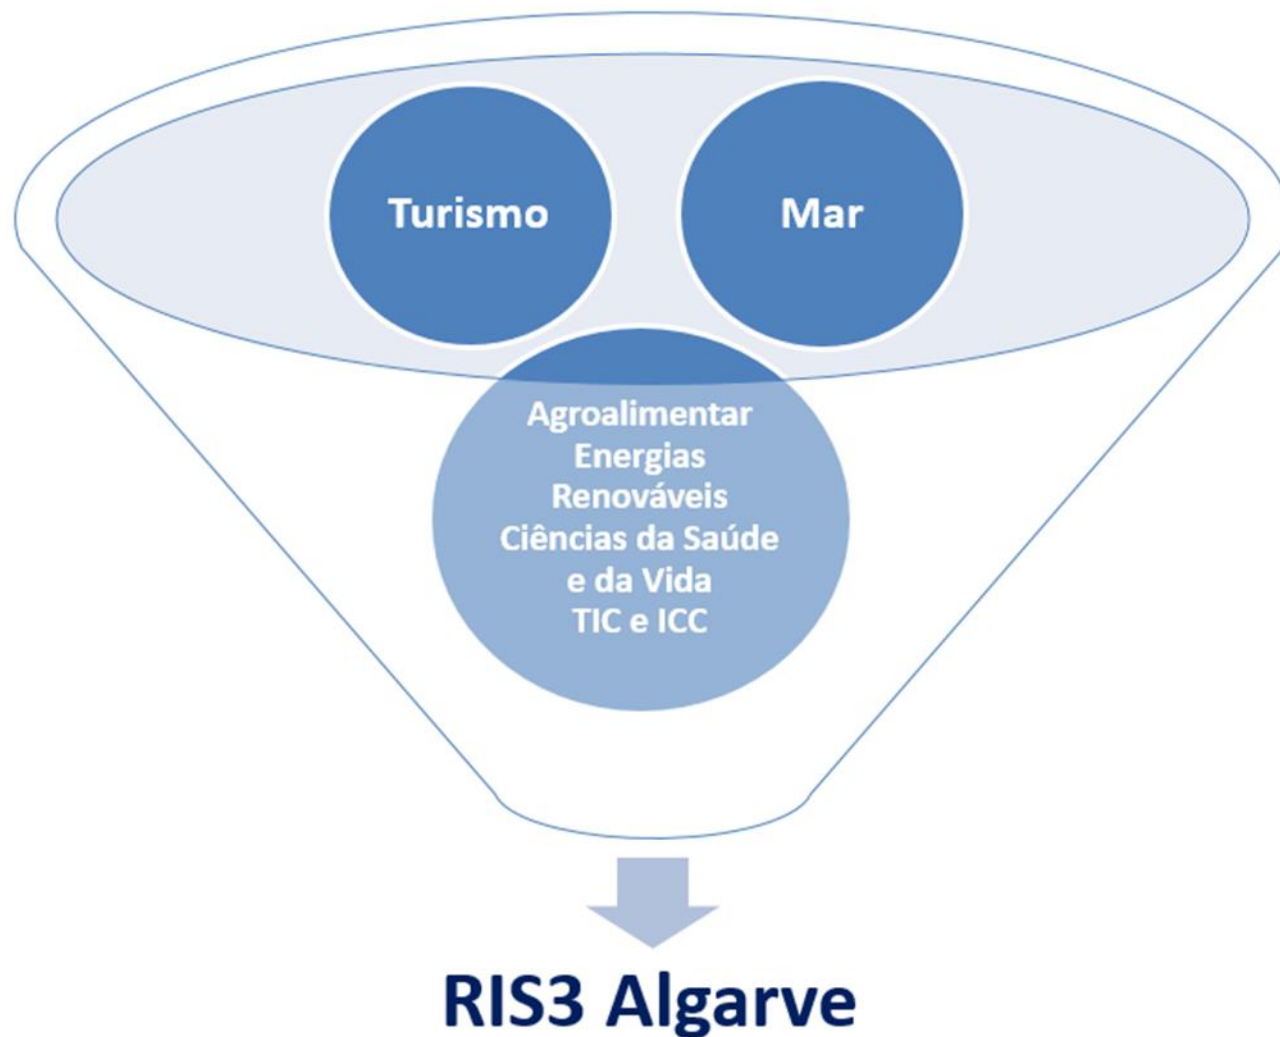 Turismo
Mar
Agroalimentar
Energias
Renováveis
Ciências da Saúde
e da Vida
TIC e ICC
RIS3 Algarve